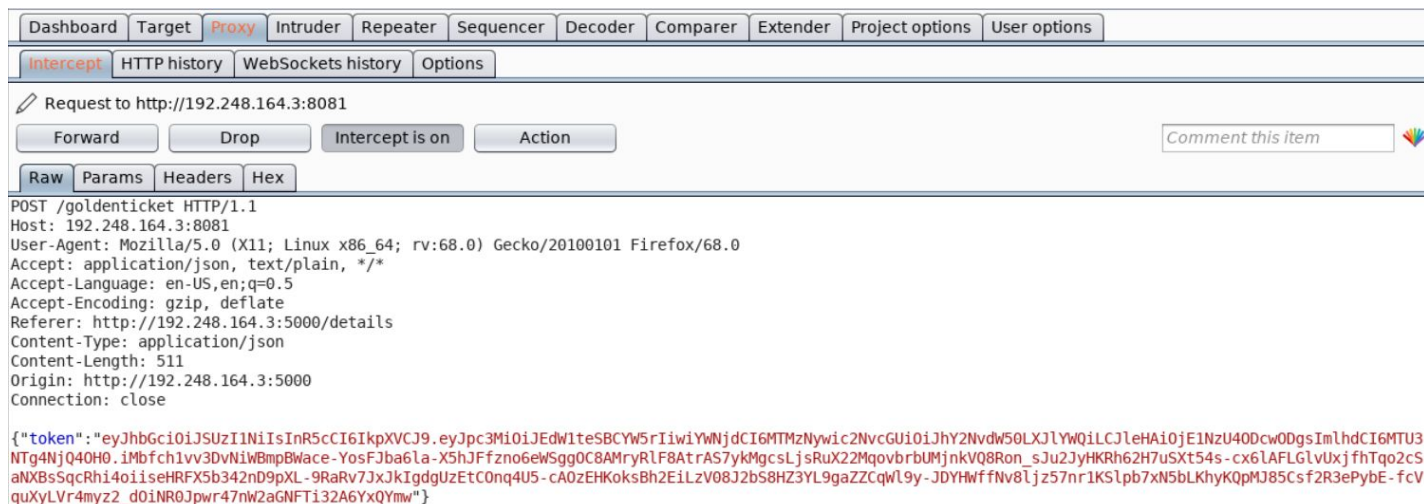 Dashboard Target Proxy Intruder Repeater Sequencer Decoder Comparer Extender Project options User options
Intercept HTTP history WebSockets history Options
Request to http://192.248.164.3:8081
Forward Drop Intercept is on Action Comment this item
Raw Params Headers Hex
POST /goldenticket HTTP/1.1
Host: 192.248.164.3:8081
User-Agent: Mozilla/5.0 (X11; Linux x86_64; rv:68.0) Gecko/20100101 Firefox/68.0
Accept: application/json, text/plain, */*
Accept-Language: en-US,en;q=0.5
Accept-Encoding: gzip, deflate
Referer: http://192.248.164.3:5000/details
Content-Type: application/json
Content-Length: 511
Origin: http://192.248.164.3:5000
Connection: close
{"token":"eyJhbGciOiJSUzI1NiIsInR5cCI6IkpXVCJ9.eyJpc3MiOiJEdW1teSBCYW5rIiwiYWNjdCI6MTMzNywic2NvcGUiOiJhY2NvdW50LXJlYWQiLCJleHAiOjE1NzU4ODcwODgsImlhdCI6MTU3
NTg4NjQ4OH0.iMbfch1vv3DvNiWBmpBWace-YosFJba6la-X5hJFfzno6eWSggOC8AMryRlF8AtrAS7ykMgcsLjsRuX22MqovbrbUMjnkVQ8Ron_sJu2JyHKRh62H7uSXt54s-cx6lAFLGlvUxjfhTqo2cS
aNXBsSqcRhi4oiiseHRFX5b342nD9pXL-9RaRv7JxJkIgdgUzEtCOnq4U5-cAOzEHKoksBh2EiLzV08J2bS8HZ3YL9gaZZCqWl9y-JDYHWffNv8ljz57nr1KSlpb7xN5bLKhyKQpMJ85Csf2R3ePybE-fcV
quXyLVr4myz2_dOiNR0Jpwr47nW2aGNFTi32A6YxQYmw"}